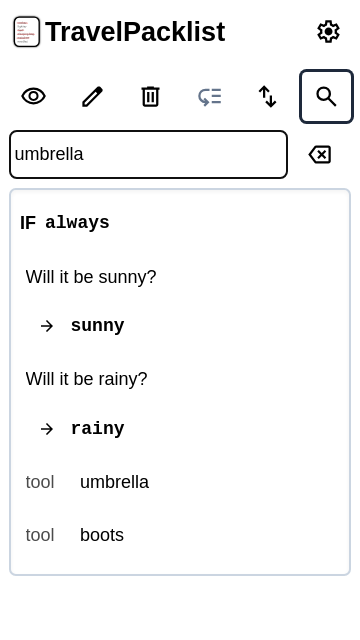 TravelPacklist
umbrella
IF always
Will it be sunny?
→ sunny
Will it be rainy?
→ rainy
tool umbrella
tool boots